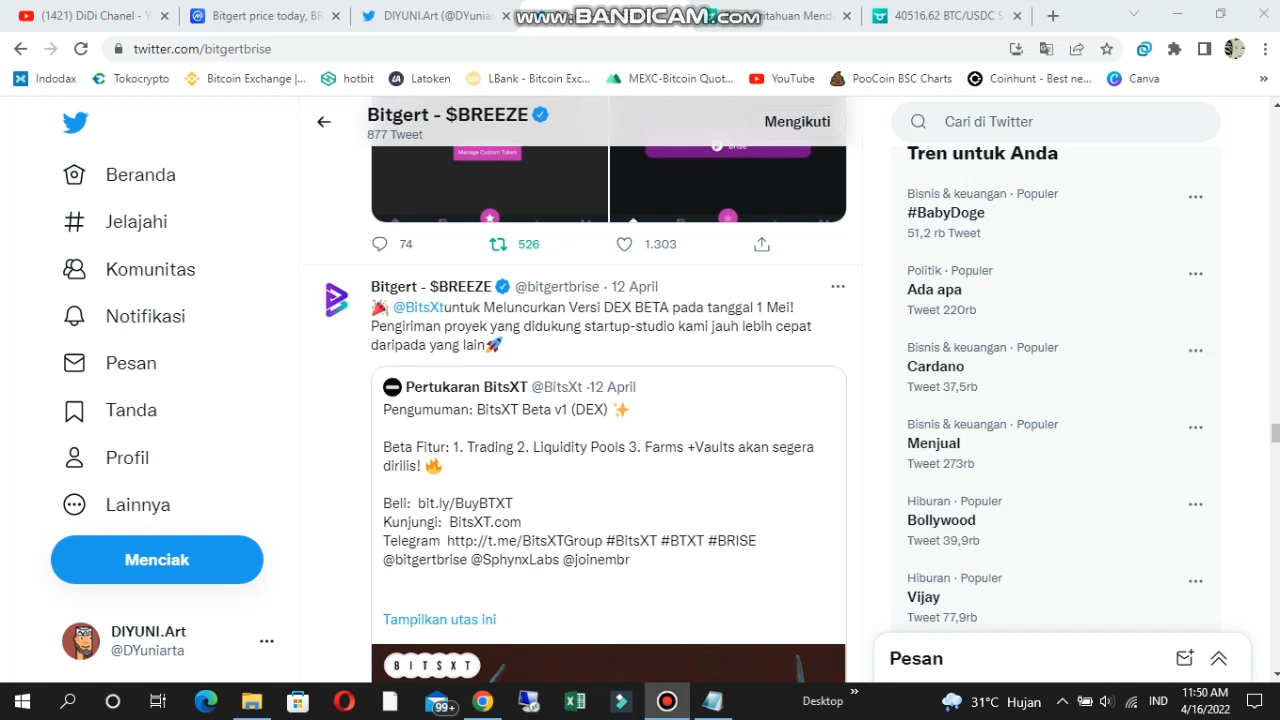 (1421) DiDi Channel - Y
Bitgert price today, BR
DIYUNI.Art (@DYuniar
www.BANDICAM.com
itahuan Mend
40516.62 BTC/USDC S
twitter.com/bitgertbrise
Indodax
Tokocrypto
Bitcoin Exchange |...
hotbit
Latoken
LBank - Bitcoin Exc...
MEXC-Bitcoin Quot...
YouTube
PooCoin BSC Charts
Coinhunt - Best ne...
Canva
Beranda
Jelajahi
Komunitas
Notifikasi
Pesan
Tanda
Profil
Lainnya
Menciak
DIYUNI.Art
@DYuniarta
Bitgert - $BREEZE
877 Tweet
Mengikuti
Manage Custom Token
Brise
74
526
1.303
Bitgert - $BREEZE @bitgertbrise · 12 April
@BitsXtuntuk Meluncurkan Versi DEX BETA pada tanggal 1 Mei!
Pengiriman proyek yang didukung startup-studio kami jauh lebih cepat
daripada yang lain🚀
Pertukaran BitsXT @BitsXt ·12 April
Pengumuman: BitsXT Beta v1 (DEX) ✨
Beta Fitur: 1. Trading 2. Liquidity Pools 3. Farms +Vaults akan segera
dirilis! 🔥
Beli: bit.ly/BuyBTXT
Kunjungi: BitsXT.com
Telegram http://t.me/BitsXTGroup #BitsXT #BTXT #BRISE
@bitgertbrise @SphynxLabs @joinembr
Tampilkan utas ini
BITSXT
Cari di Twitter
Tren untuk Anda
Bisnis & keuangan · Populer
#BabyDoge
51,2 rb Tweet
Politik · Populer
Ada apa
Tweet 220rb
Bisnis & keuangan · Populer
Cardano
Tweet 37,5rb
Bisnis & keuangan · Populer
Menjual
Tweet 273rb
Hiburan · Populer
Bollywood
Tweet 39,9rb
Hiburan · Populer
Vijay
Tweet 77,9rb
Pesan
99+
Desktop
31°C Hujan
IND
11:50 AM
4/16/2022